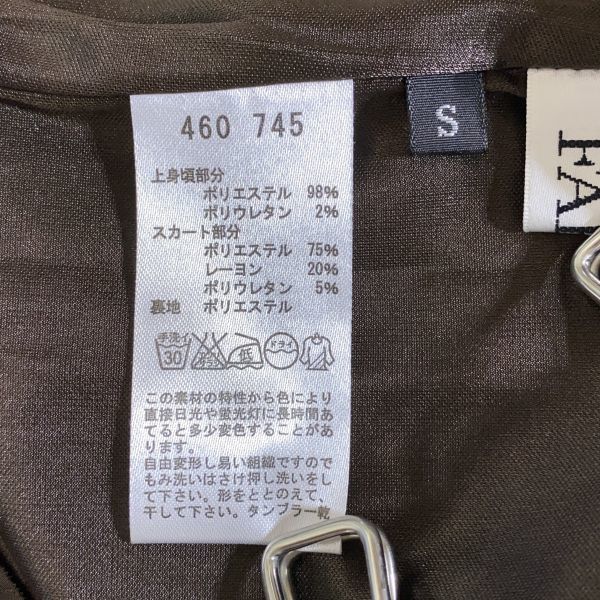 460 745
上身頃部分
ポリエステル 98%
ポリウレタン 2%
スカート部分
ポリエステル 75%
レーヨン 20%
ポリウレタン 5%
裏地 ポリエステル
手洗イ
30
低
ドライ
この素材の特性から色により
直接日光や蛍光灯に長時間あ
てると多少変色することがあ
ります。
自由変形し易い組織ですので
もみ洗いはさけ押し洗いをし
て下さい。形をととのえて、
干して下さい。タンブラー乾
S
FA